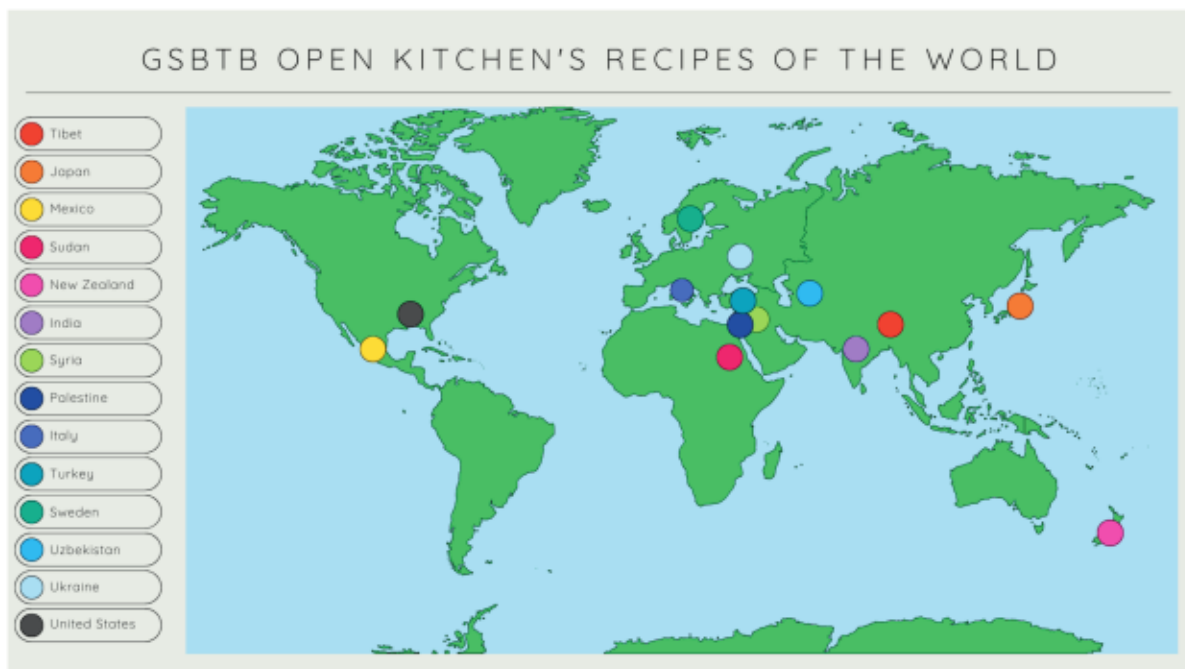 GSBTB OPEN KITCHEN'S RECIPES OF THE WORLD
Tibet
Japan
Mexico
Sudan
New Zealand
India
Syria
Palestine
Italy
Turkey
Sweden
Uzbekistan
Ukraine
United States